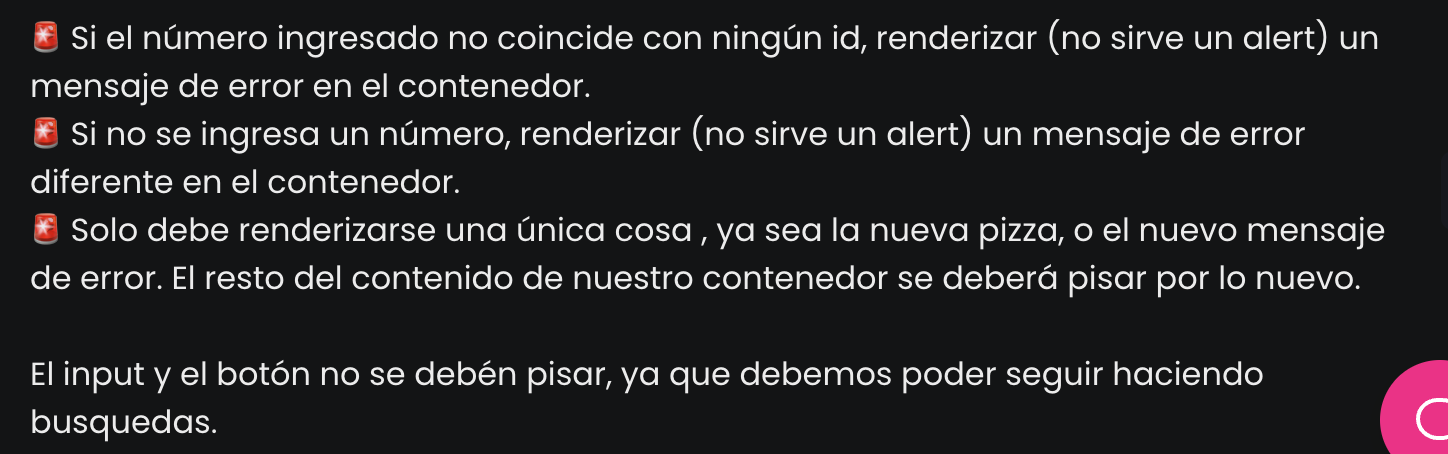 🚨 Si el número ingresado no coincide con ningún id, renderizar (no sirve un alert) un
mensaje de error en el contenedor.
🚨 Si no se ingresa un número, renderizar (no sirve un alert) un mensaje de error
diferente en el contenedor.
🚨 Solo debe renderizarse una única cosa , ya sea la nueva pizza, o el nuevo mensaje
de error. El resto del contenido de nuestro contenedor se deberá pisar por lo nuevo.
El input y el botón no se debén pisar, ya que debemos poder seguir haciendo
busquedas.